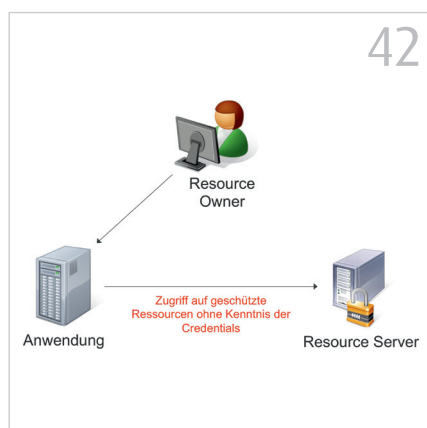 42
Resource
Owner
Zugriff auf geschützte
Ressourcen ohne Kenntnis der
Credentials
Anwendung
Resource Server